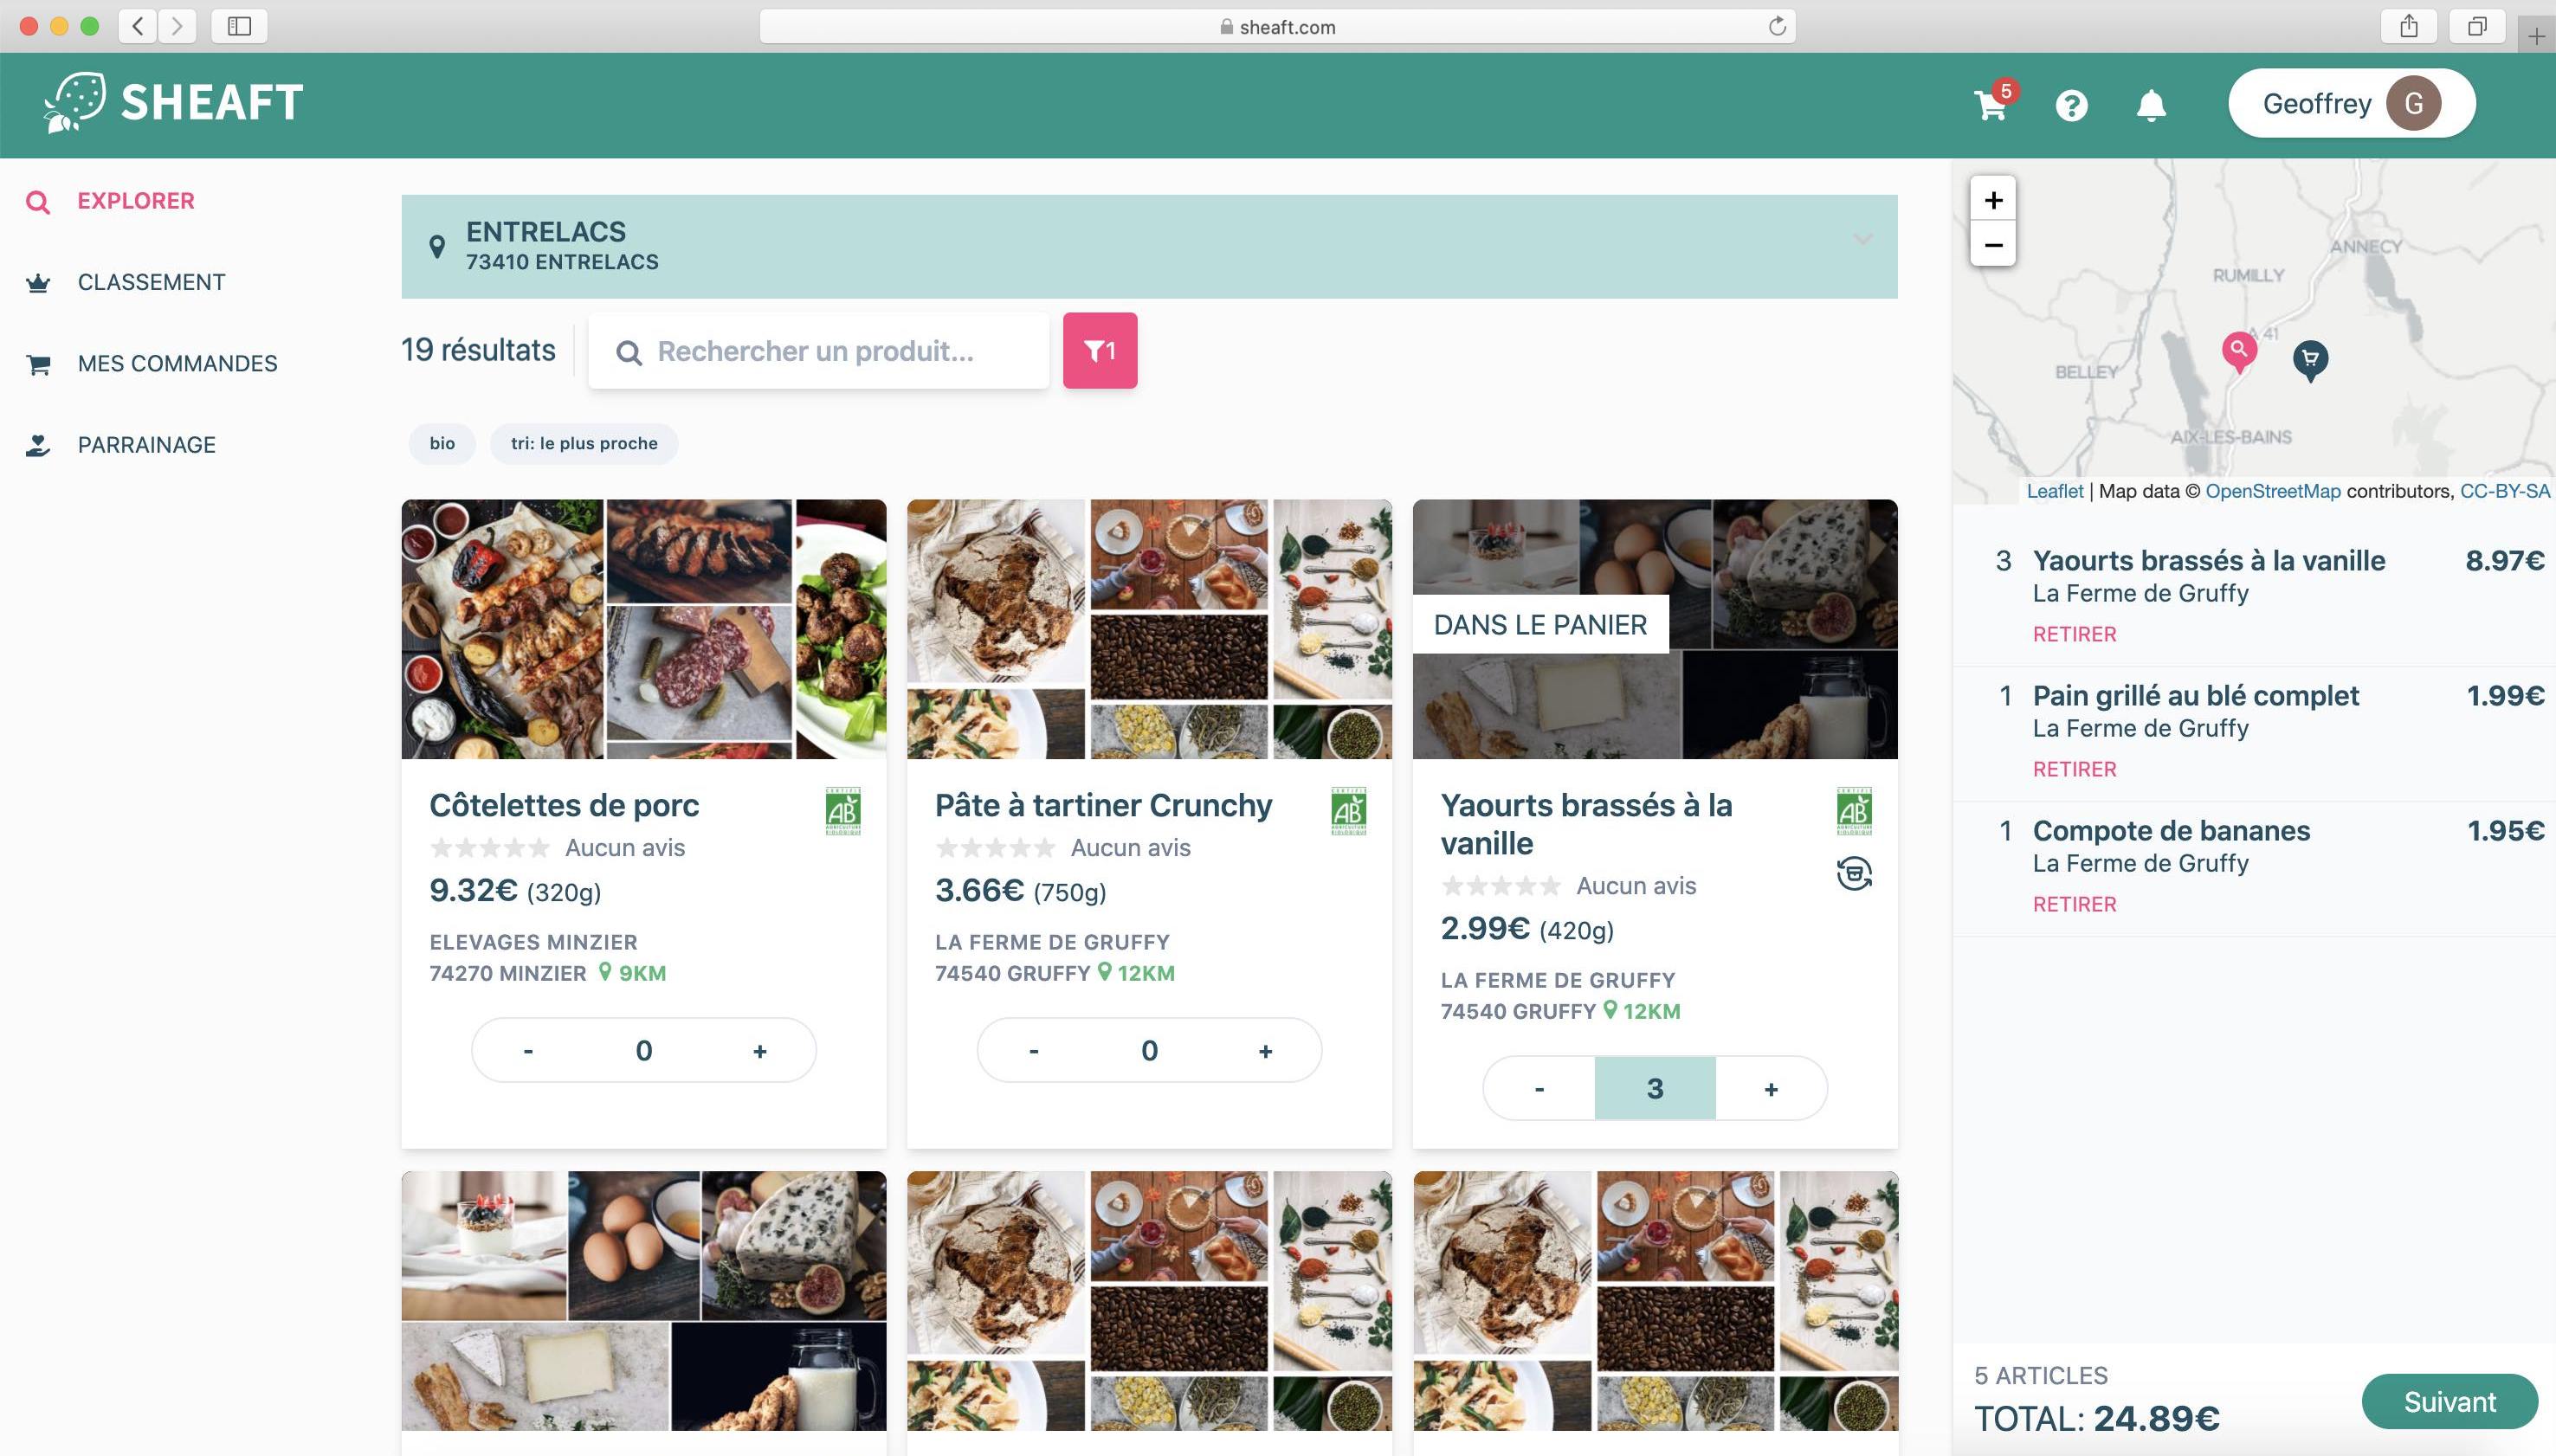 sheaft.com
SHEAFT
5
Geoffrey
G
EXPLORER
CLASSEMENT
MES COMMANDES
PARRAINAGE
ENTRELACS
73410 ENTRELACS
19 résultats
Rechercher un produit...
1
bio
tri: le plus proche
Côtelettes de porc
AB
Aucun avis
9.32€ (320g)
ELEVAGES MINZIER
74270 MINZIER 9KM
- 0 +
Pâte à tartiner Crunchy
AB
Aucun avis
3.66€ (750g)
LA FERME DE GRUFFY
74540 GRUFFY 12KM
- 0 +
DANS LE PANIER
Yaourts brassés à la
vanille
AB
Aucun avis
2.99€ (420g)
LA FERME DE GRUFFY
74540 GRUFFY 12KM
- 3 +
+
−
ANNECY
RUMILLY
A 41
BELLEY
AIX-LES-BAINS
Leaflet | Map data © OpenStreetMap contributors, CC-BY-SA
3 Yaourts brassés à la vanille 8.97€
La Ferme de Gruffy
RETIRER
1 Pain grillé au blé complet 1.99€
La Ferme de Gruffy
RETIRER
1 Compote de bananes 1.95€
La Ferme de Gruffy
RETIRER
5 ARTICLES
TOTAL: 24.89€
Suivant